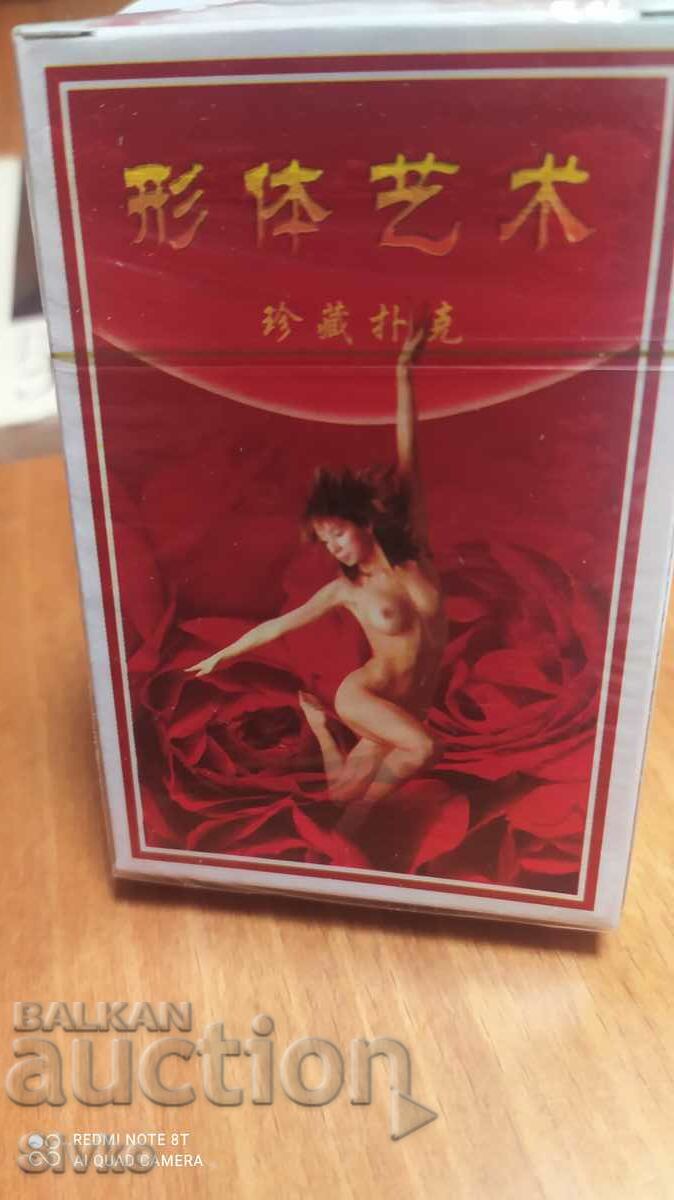 形体艺术
珍藏扑克
BALKAN
auction
REDMI NOTE 8T
AI QUAD CAMERA